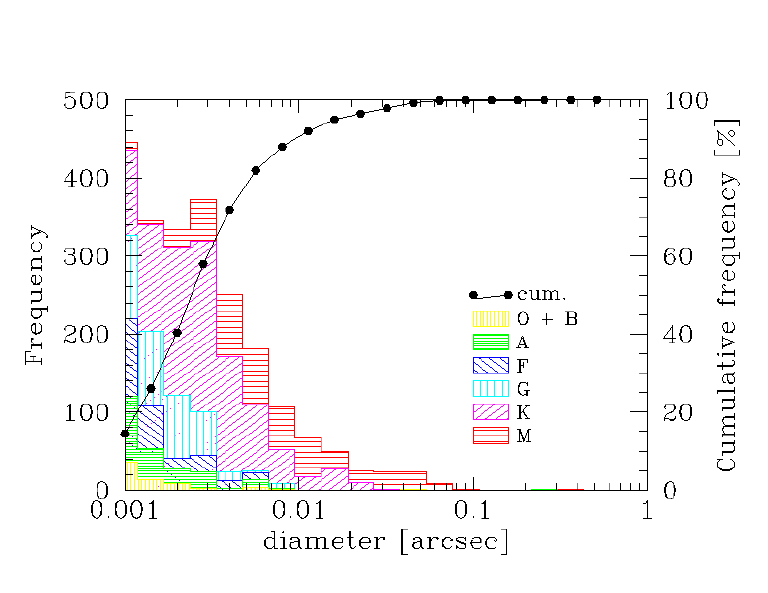 500
400
300
200
100
0
Frequency
100
80
60
40
20
0
Cumulative frequency [%]
cum.
O + B
A
F
G
K
M
0.001 0.01 0.1 1
diameter [arcsec]